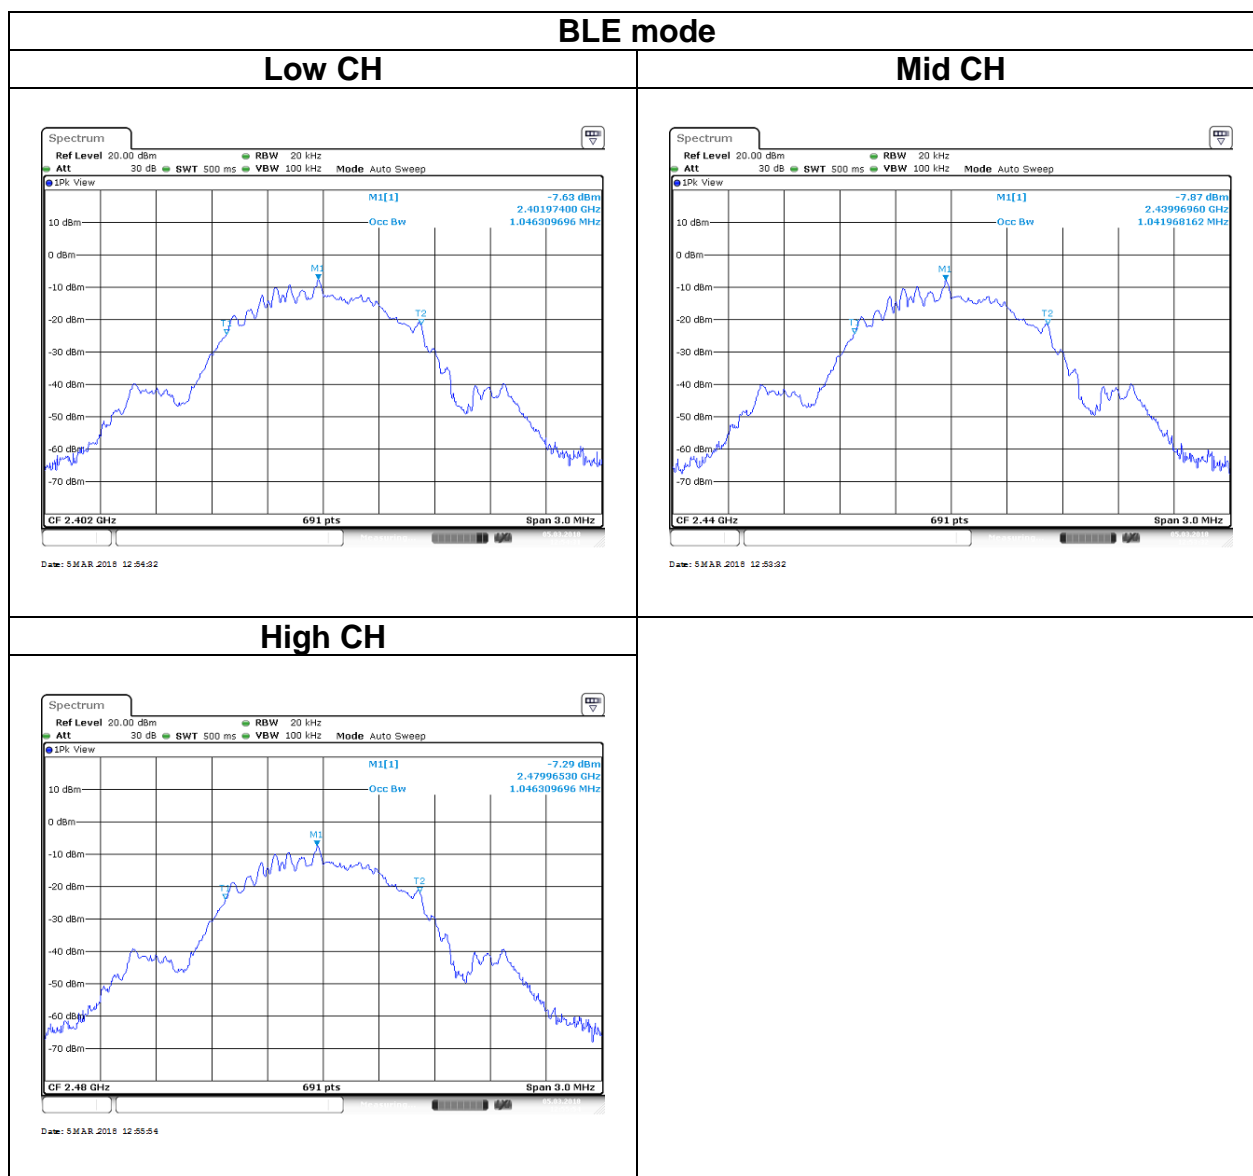 BLE mode
Low CH
Mid CH
Spectrum
Ref Level 20.00 dBm RBW 20 kHz
Att 30 dB SWT 500 ms VBW 100 kHz Mode Auto Sweep
1Pk View
M1[1] -7.63 dBm
2.40197400 GHz
10 dBm Occ Bw 1.046309696 MHz
0 dBm
M1
-10 dBm
T2
-20 dBm
T1
-30 dBm
-40 dBm
-50 dBm
-60 dBm
-70 dBm
CF 2.402 GHz 691 pts Span 3.0 MHz
Measuring... 05.03.2018
Date: 5.MAR.2018 12:54:32
Spectrum
Ref Level 20.00 dBm RBW 20 kHz
Att 30 dB SWT 500 ms VBW 100 kHz Mode Auto Sweep
1Pk View
M1[1] -7.87 dBm
2.43996960 GHz
10 dBm Occ Bw 1.041968162 MHz
0 dBm
M1
-10 dBm
T2
-20 dBm
T1
-30 dBm
-40 dBm
-50 dBm
-60 dBm
-70 dBm
CF 2.44 GHz 691 pts Span 3.0 MHz
Measuring... 05.03.2018
Date: 5.MAR.2018 12:53:32
High CH
Spectrum
Ref Level 20.00 dBm RBW 20 kHz
Att 30 dB SWT 500 ms VBW 100 kHz Mode Auto Sweep
1Pk View
M1[1] -7.29 dBm
2.47996530 GHz
10 dBm Occ Bw 1.046309696 MHz
0 dBm
M1
-10 dBm
T2
-20 dBm
T1
-30 dBm
-40 dBm
-50 dBm
-60 dBm
-70 dBm
CF 2.48 GHz 691 pts Span 3.0 MHz
Measuring... 05.03.2018
Date: 5.MAR.2018 12:55:54